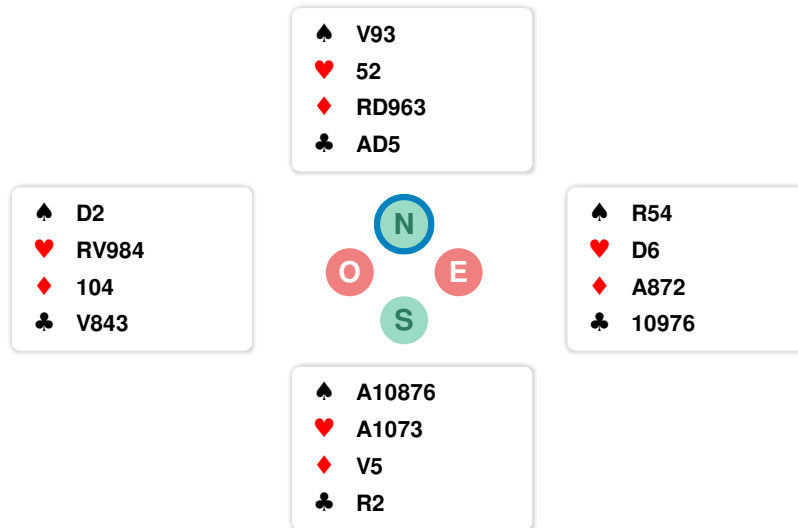 ♠ V93
♥ 52
♦ RD963
♣ AD5
♠ D2
♥ RV984
♦ 104
♣ V843
N
O E
S
♠ R54
♥ D6
♦ A872
♣ 10976
♠ A10876
♥ A1073
♦ V5
♣ R2